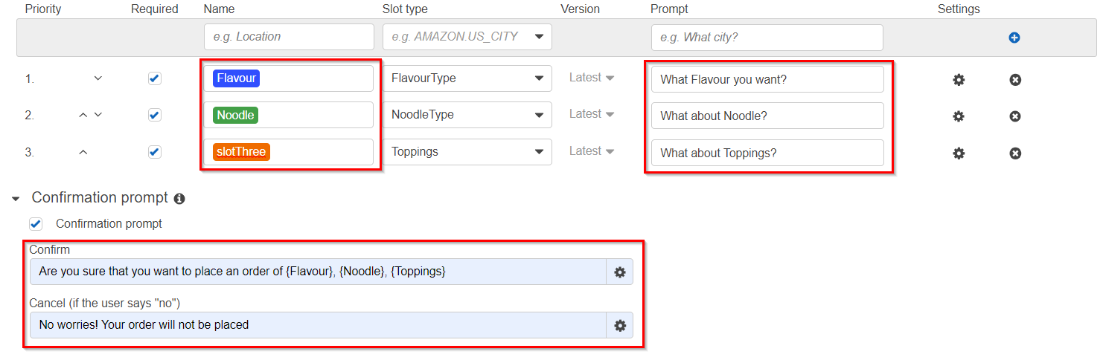 Priority Required Name Slot type Version Prompt Settings
e.g. Location e.g. AMAZON.US_CITY e.g. What city?
1. Flavour FlavourType Latest What Flavour you want?
2. Noodle NoodleType Latest What about Noodle?
3. slotThree Toppings Latest What about Toppings?
Confirmation prompt
Confirmation prompt
Confirm
Are you sure that you want to place an order of {Flavour}, {Noodle}, {Toppings}
Cancel (if the user says "no")
No worries! Your order will not be placed